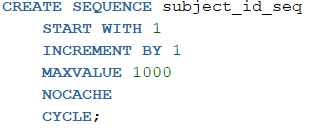 CREATE SEQUENCE subject_id_seq
START WITH 1
INCREMENT BY 1
MAXVALUE 1000
NOCACHE
CYCLE;